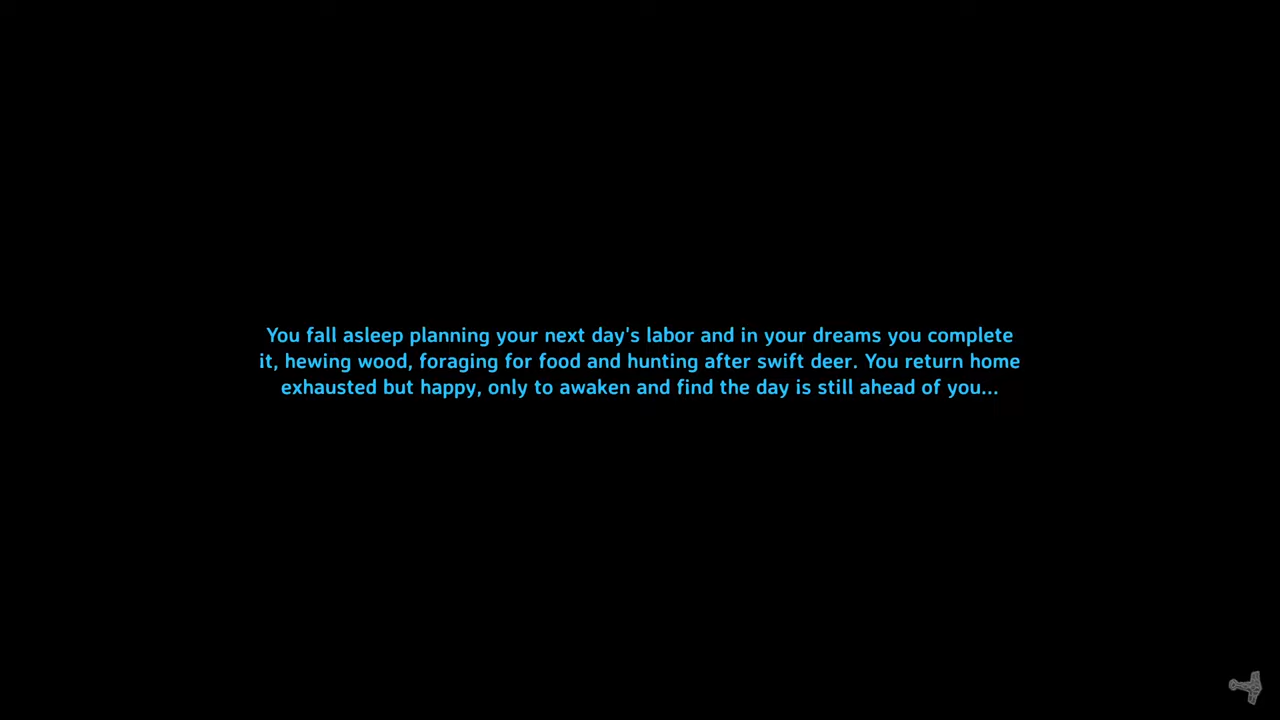 You fall asleep planning your next day's labor and in your dreams you complete
it, hewing wood, foraging for food and hunting after swift deer. You return home
exhausted but happy, only to awaken and find the day is still ahead of you...